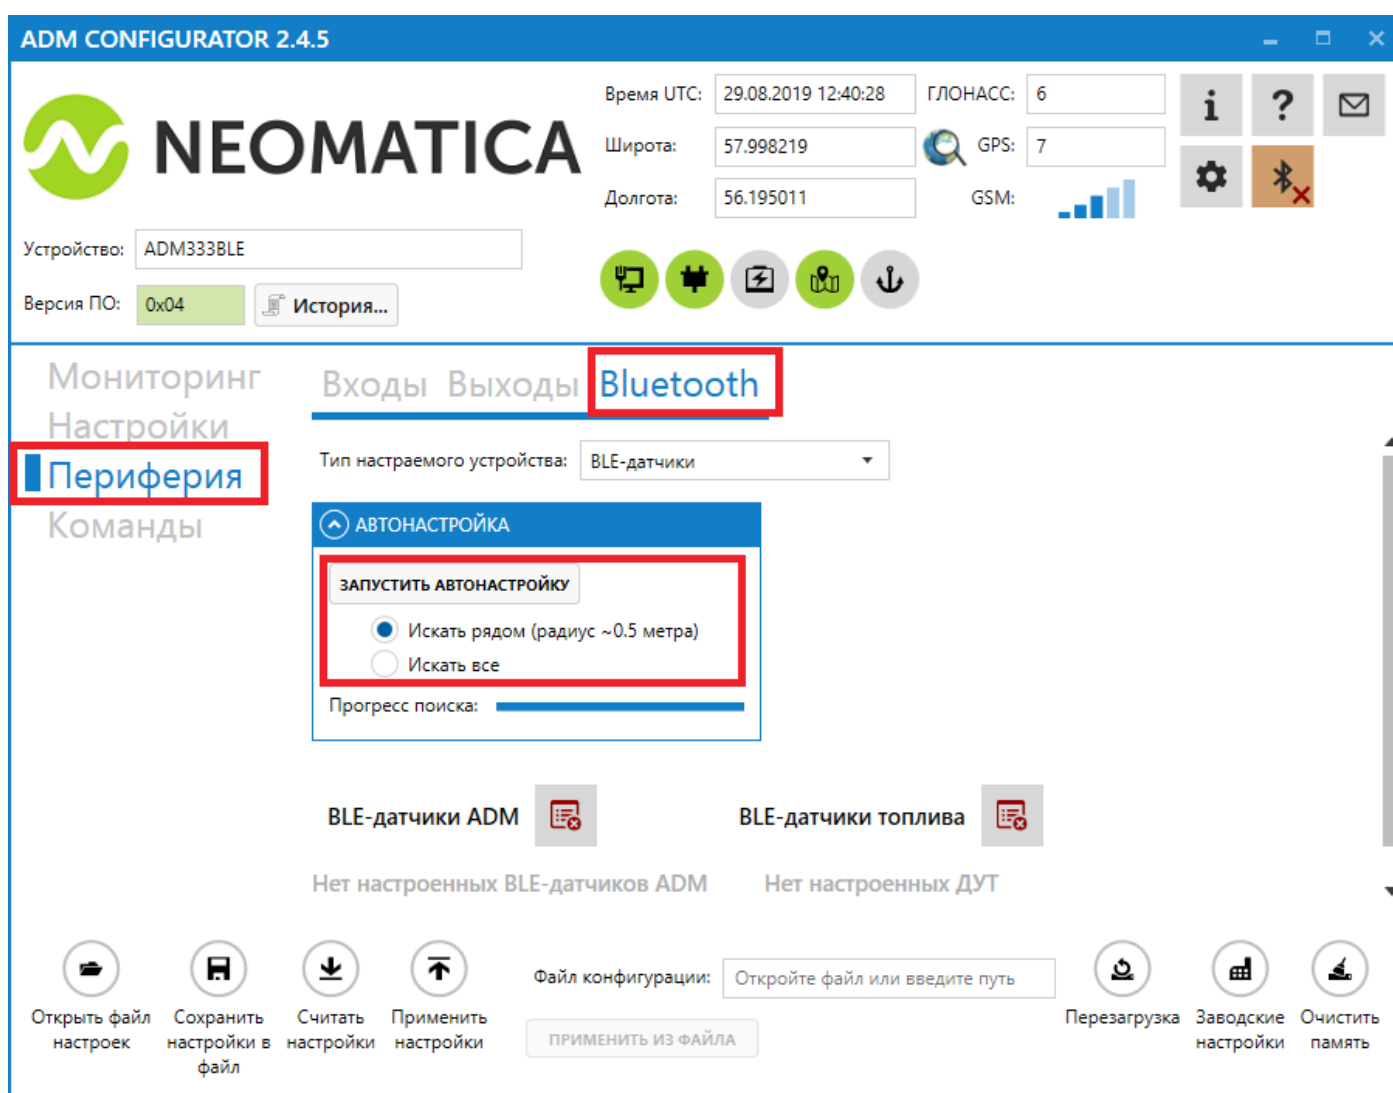 ADM CONFIGURATOR 2.4.5
NEOMATICA
Время UTC: 29.08.2019 12:40:28 ГЛОНАСС: 6
Широта: 57.998219 GPS: 7
Долгота: 56.195011 GSM:
Устройство: ADM333BLE
Версия ПО: 0x04 История...
Мониторинг
Настройки
Периферия
Команды
Входы Выходы Bluetooth
Тип настраемого устройства: BLE-датчики
АВТОНАСТРОЙКА
ЗАПУСТИТЬ АВТОНАСТРОЙКУ
Искать рядом (радиус ~0.5 метра)
Искать все
Прогресс поиска:
BLE-датчики ADM BLE-датчики топлива
Нет настроенных BLE-датчиков ADM Нет настроенных ДУТ
Открыть файл настроек
Сохранить настройки в файл
Считать настройки
Применить настройки
Файл конфигурации: Откройте файл или введите путь
ПРИМЕНИТЬ ИЗ ФАЙЛА
Перезагрузка
Заводские настройки
Очистить память